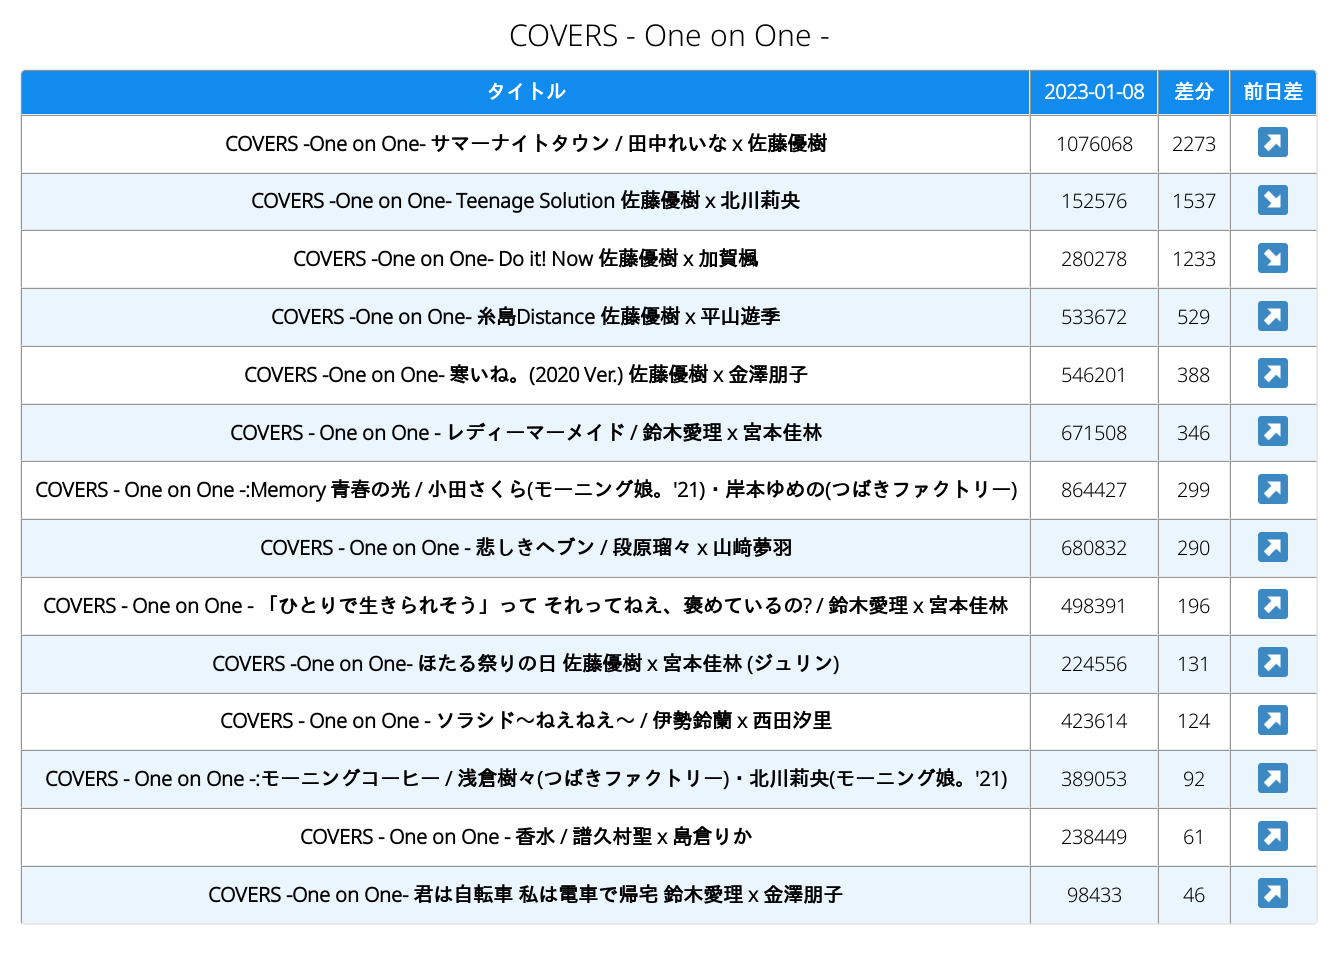 COVERS - One on One -
タイトル 2023-01-08 差分 前日差
COVERS -One on One- サマーナイトタウン / 田中れいな x 佐藤優樹 1076068 2273
COVERS -One on One- Teenage Solution 佐藤優樹 x 北川莉央 152576 1537
COVERS -One on One- Do it! Now 佐藤優樹 x 加賀楓 280278 1233
COVERS -One on One- 糸島Distance 佐藤優樹 x 平山遊季 533672 529
COVERS -One on One- 寒いね。(2020 Ver.) 佐藤優樹 x 金澤朋子 546201 388
COVERS - One on One - レディーマーメイド / 鈴木愛理 x 宮本佳林 671508 346
COVERS - One on One -:Memory 青春の光 / 小田さくら(モーニング娘。'21)・岸本ゆめの(つばきファクトリー) 864427 299
COVERS - One on One - 悲しきヘブン / 段原瑠々 x 山﨑夢羽 680832 290
COVERS - One on One - 「ひとりで生きられそう」って それってねえ、褒めているの? / 鈴木愛理 x 宮本佳林 498391 196
COVERS -One on One- ほたる祭りの日 佐藤優樹 x 宮本佳林 (ジュリン) 224556 131
COVERS - One on One - ソラシド～ねえねえ～ / 伊勢鈴蘭 x 西田汐里 423614 124
COVERS - One on One -:モーニングコーヒー / 浅倉樹々(つばきファクトリー)・北川莉央(モーニング娘。'21) 389053 92
COVERS - One on One - 香水 / 譜久村聖 x 島倉りか 238449 61
COVERS -One on One- 君は自転車 私は電車で帰宅 鈴木愛理 x 金澤朋子 98433 46